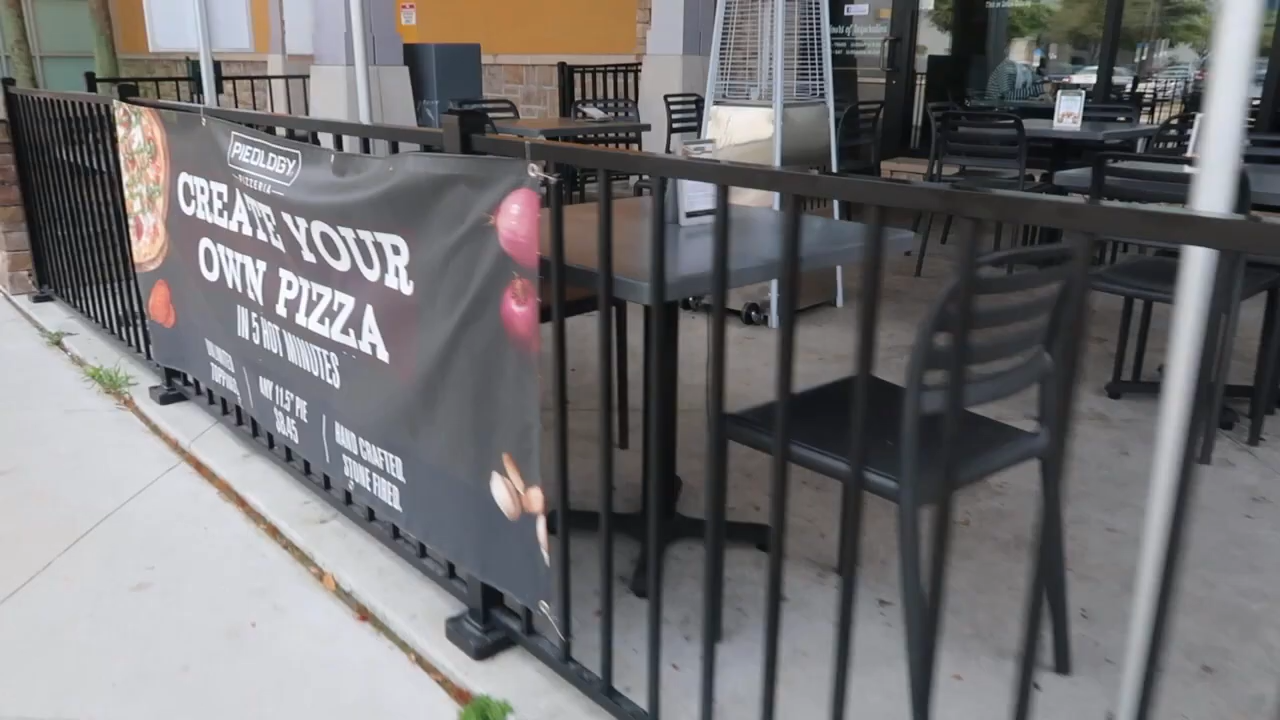 PIEOLOGY
PIZZERIA
CREATE YOUR
OWN PIZZA
IN 5 HOT MINUTES
UNLIMITED
TOPPINGS
ANY 11.5" PIE
$8.45
HAND CRAFTED
STONE FIRED